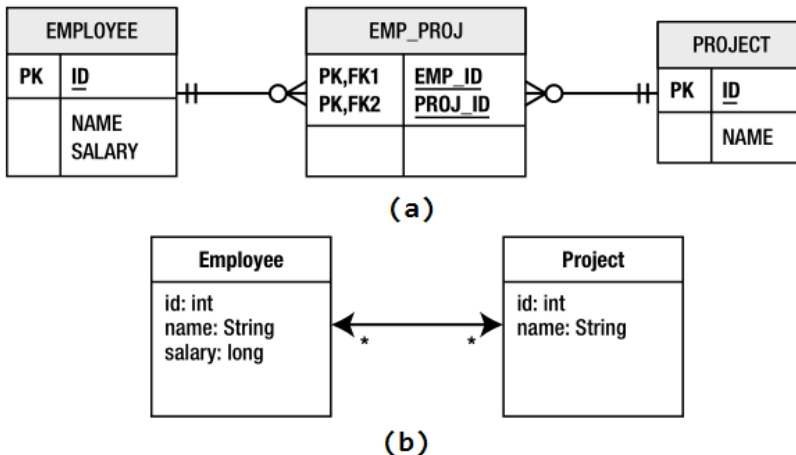 EMPLOYEE
PK ID
NAME
SALARY
EMP_PROJ
PK,FK1 EMP_ID
PK,FK2 PROJ_ID
PROJECT
PK ID
NAME
(a)
Employee
id: int
name: String
salary: long
* *
Project
id: int
name: String
(b)